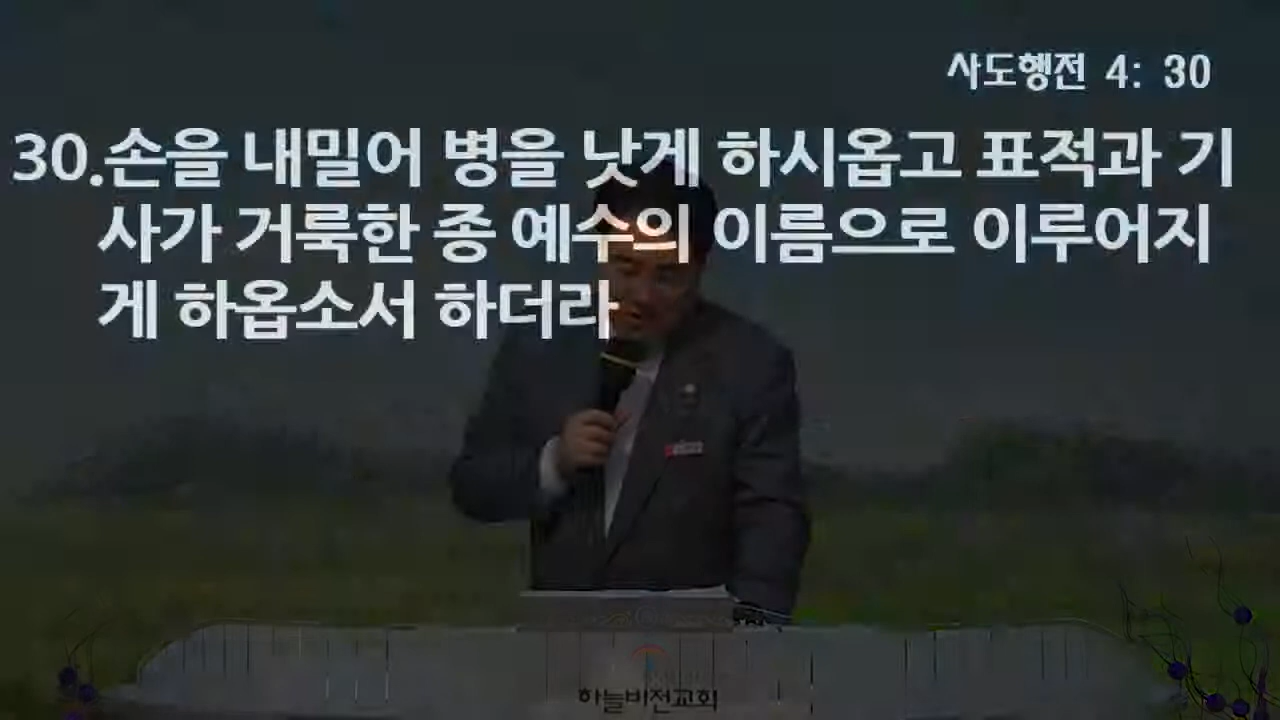 사도행전 4: 30
30.손을 내밀어 병을 낫게 하시옵고 표적과 기
사가 거룩한 종 예수의 이름으로 이루어지
게 하옵소서 하더라
하늘비전교회